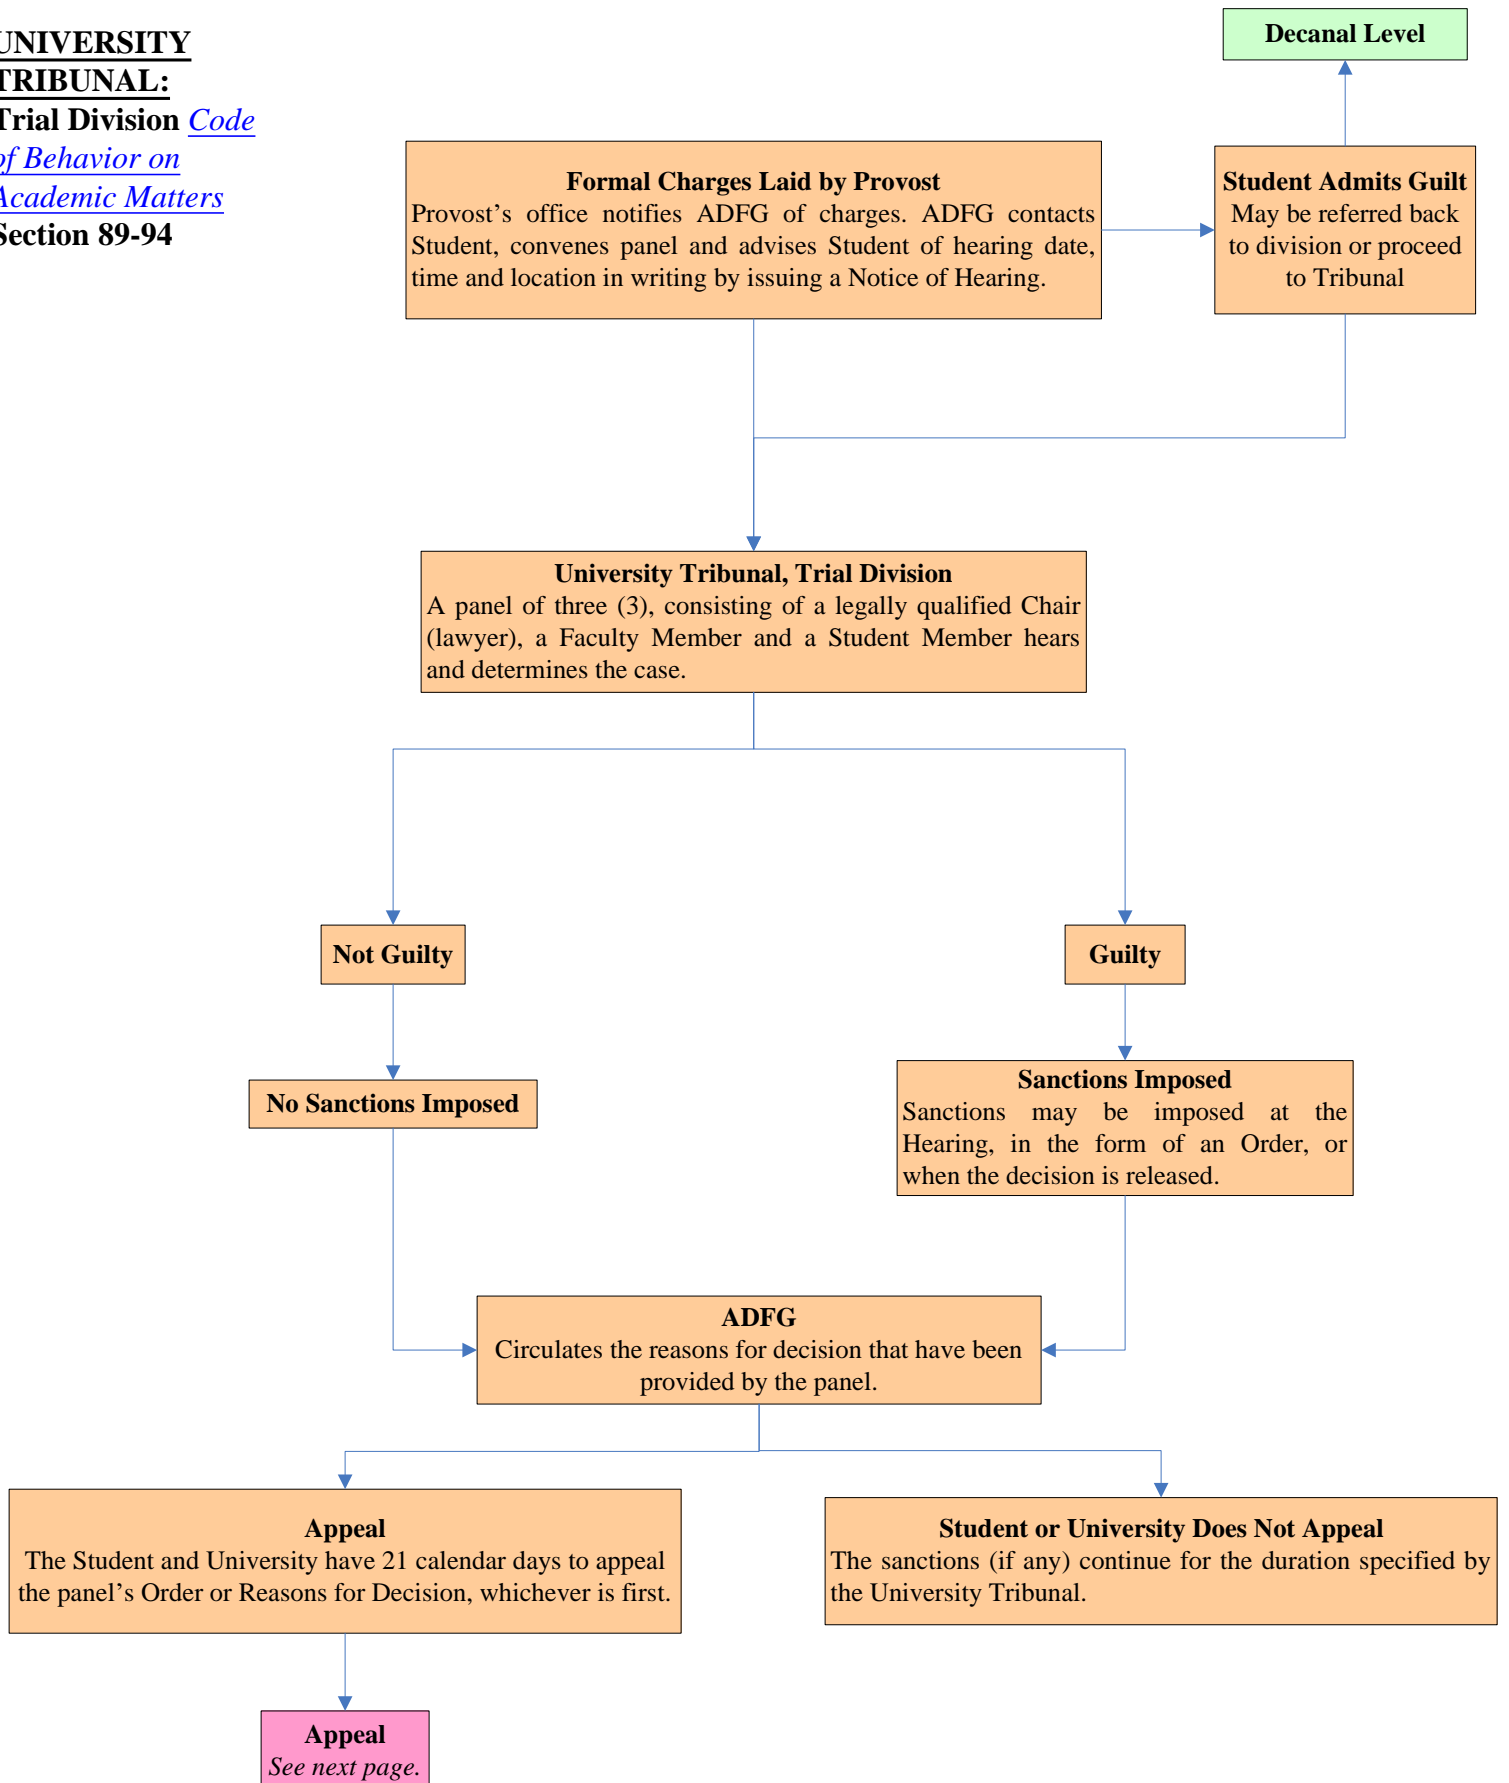 UNIVERSITY
TRIBUNAL:
Trial Division Code
of Behavior on
Academic Matters
Section 89-94
Decanal Level
Formal Charges Laid by Provost
Provost's office notifies ADFG of charges. ADFG contacts
Student, convenes panel and advises Student of hearing date,
time and location in writing by issuing a Notice of Hearing.
Student Admits Guilt
May be referred back
to division or proceed
to Tribunal
University Tribunal, Trial Division
A panel of three (3), consisting of a legally qualified Chair
(lawyer), a Faculty Member and a Student Member hears
and determines the case.
Not Guilty
Guilty
No Sanctions Imposed
Sanctions Imposed
Sanctions may be imposed at the
Hearing, in the form of an Order, or
when the decision is released.
ADFG
Circulates the reasons for decision that have been
provided by the panel.
Appeal
The Student and University have 21 calendar days to appeal
the panel's Order or Reasons for Decision, whichever is first.
Student or University Does Not Appeal
The sanctions (if any) continue for the duration specified by
the University Tribunal.
Appeal
See next page.